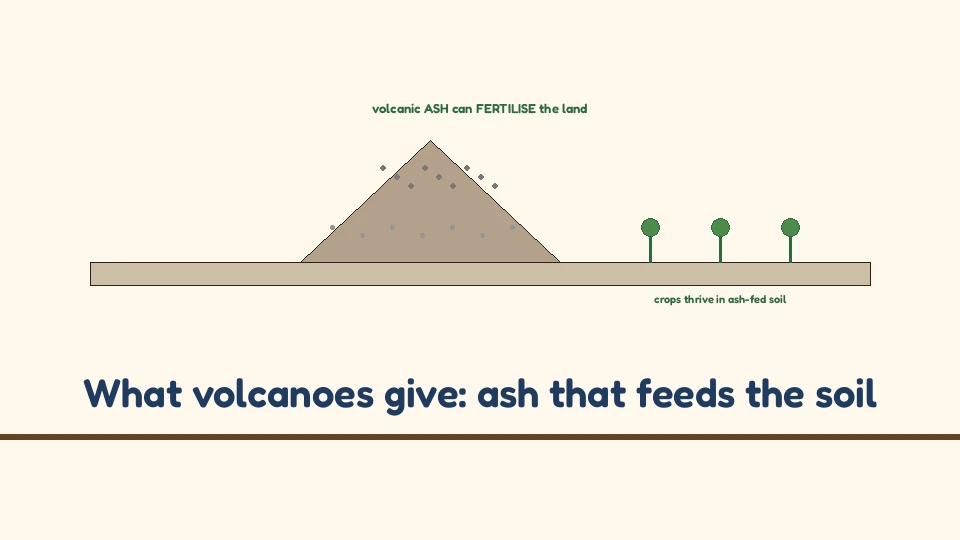 volcanic ASH can FERTILISE the land
crops thrive in ash-fed soil
What volcanoes give: ash that feeds the soil